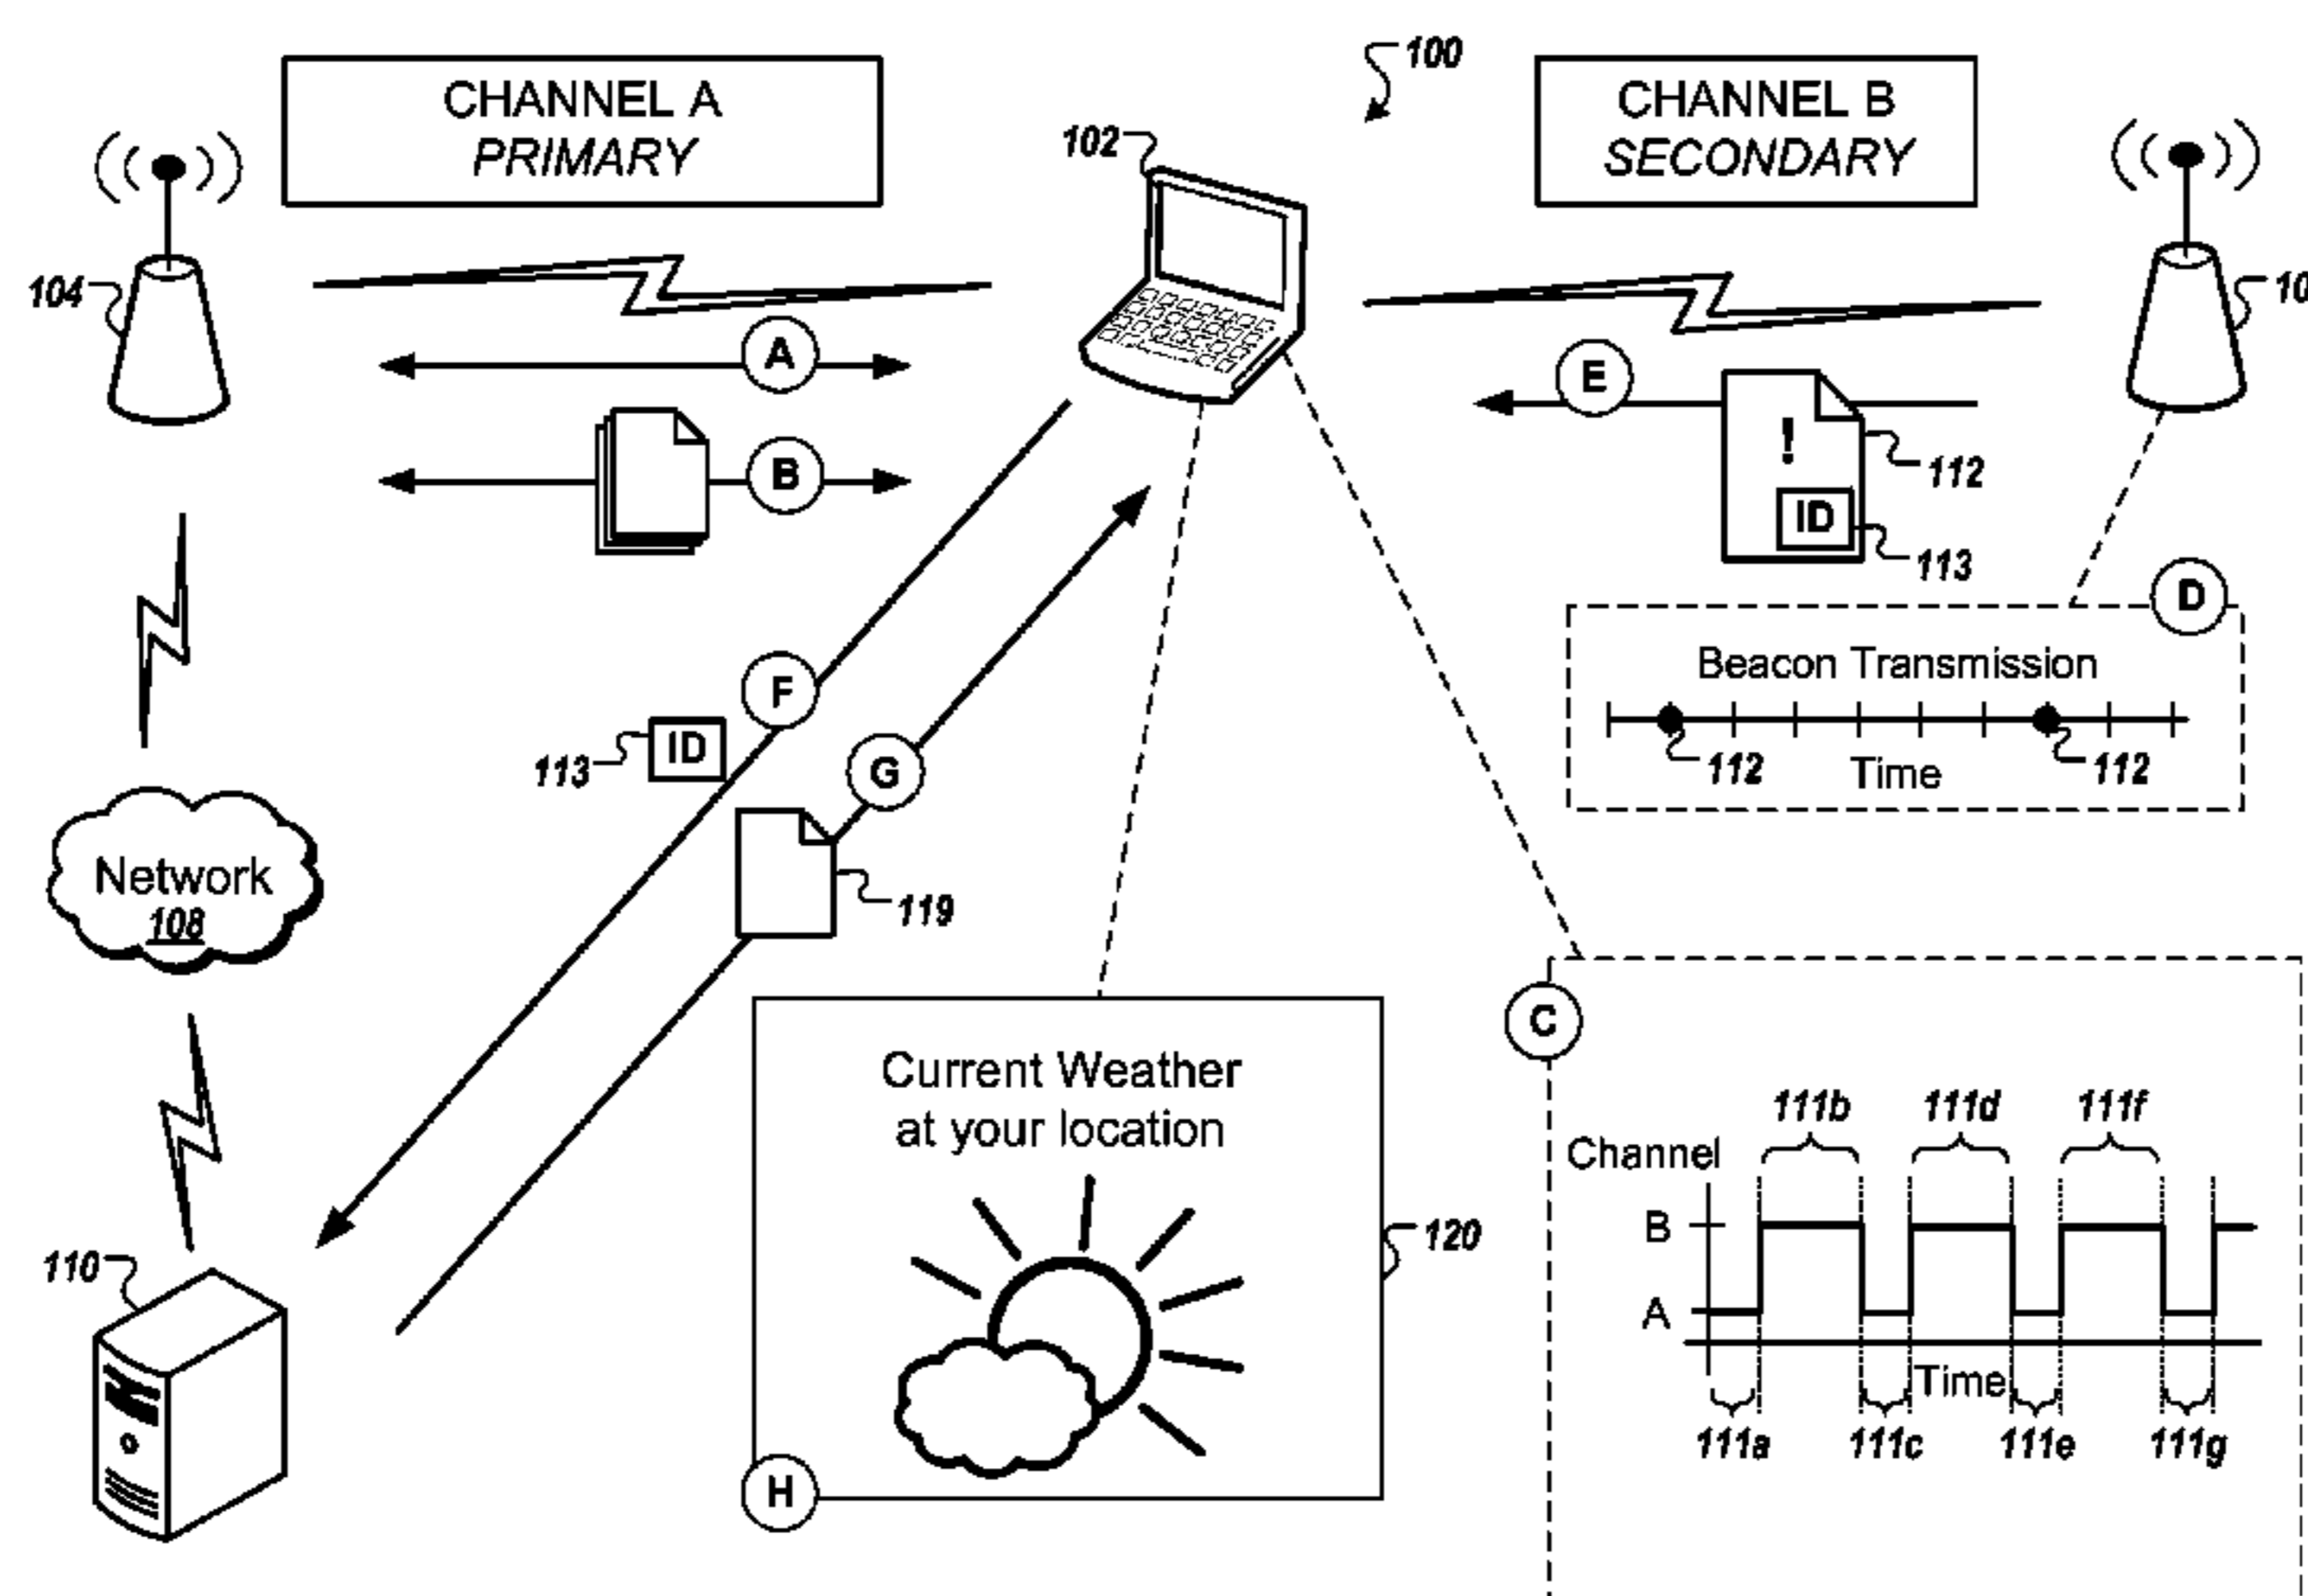 100
CHANNEL A
PRIMARY
CHANNEL B
SECONDARY
102
104
A
E
B
!
112
ID
113
D
Beacon Transmission
F
113
ID
112
Time
112
G
Network
108
119
C
Current Weather
at your location
111b
111d
111f
Channel
B
120
110
A
Time
111a
111c
111e
111g
H